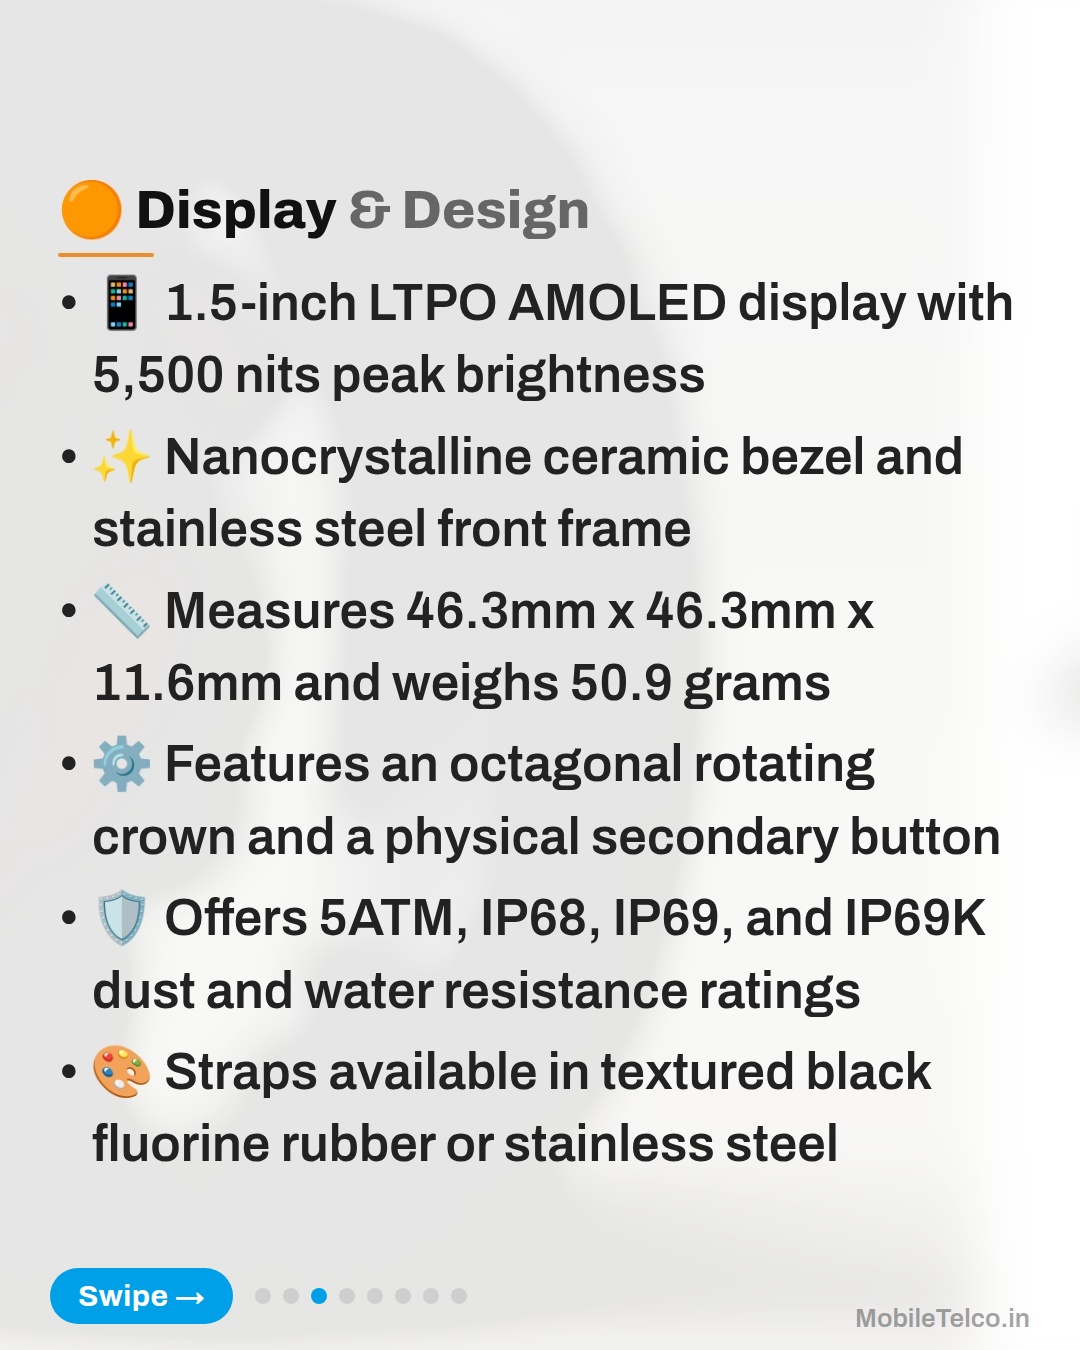 🟠 Display & Design
• 📱 1.5-inch LTPO AMOLED display with
5,500 nits peak brightness
• ✨ Nanocrystalline ceramic bezel and
stainless steel front frame
• 📏 Measures 46.3mm x 46.3mm x
11.6mm and weighs 50.9 grams
• ⚙️ Features an octagonal rotating
crown and a physical secondary button
• 🛡️ Offers 5ATM, IP68, IP69, and IP69K
dust and water resistance ratings
• 🎨 Straps available in textured black
fluorine rubber or stainless steel
Swipe →
MobileTelco.in